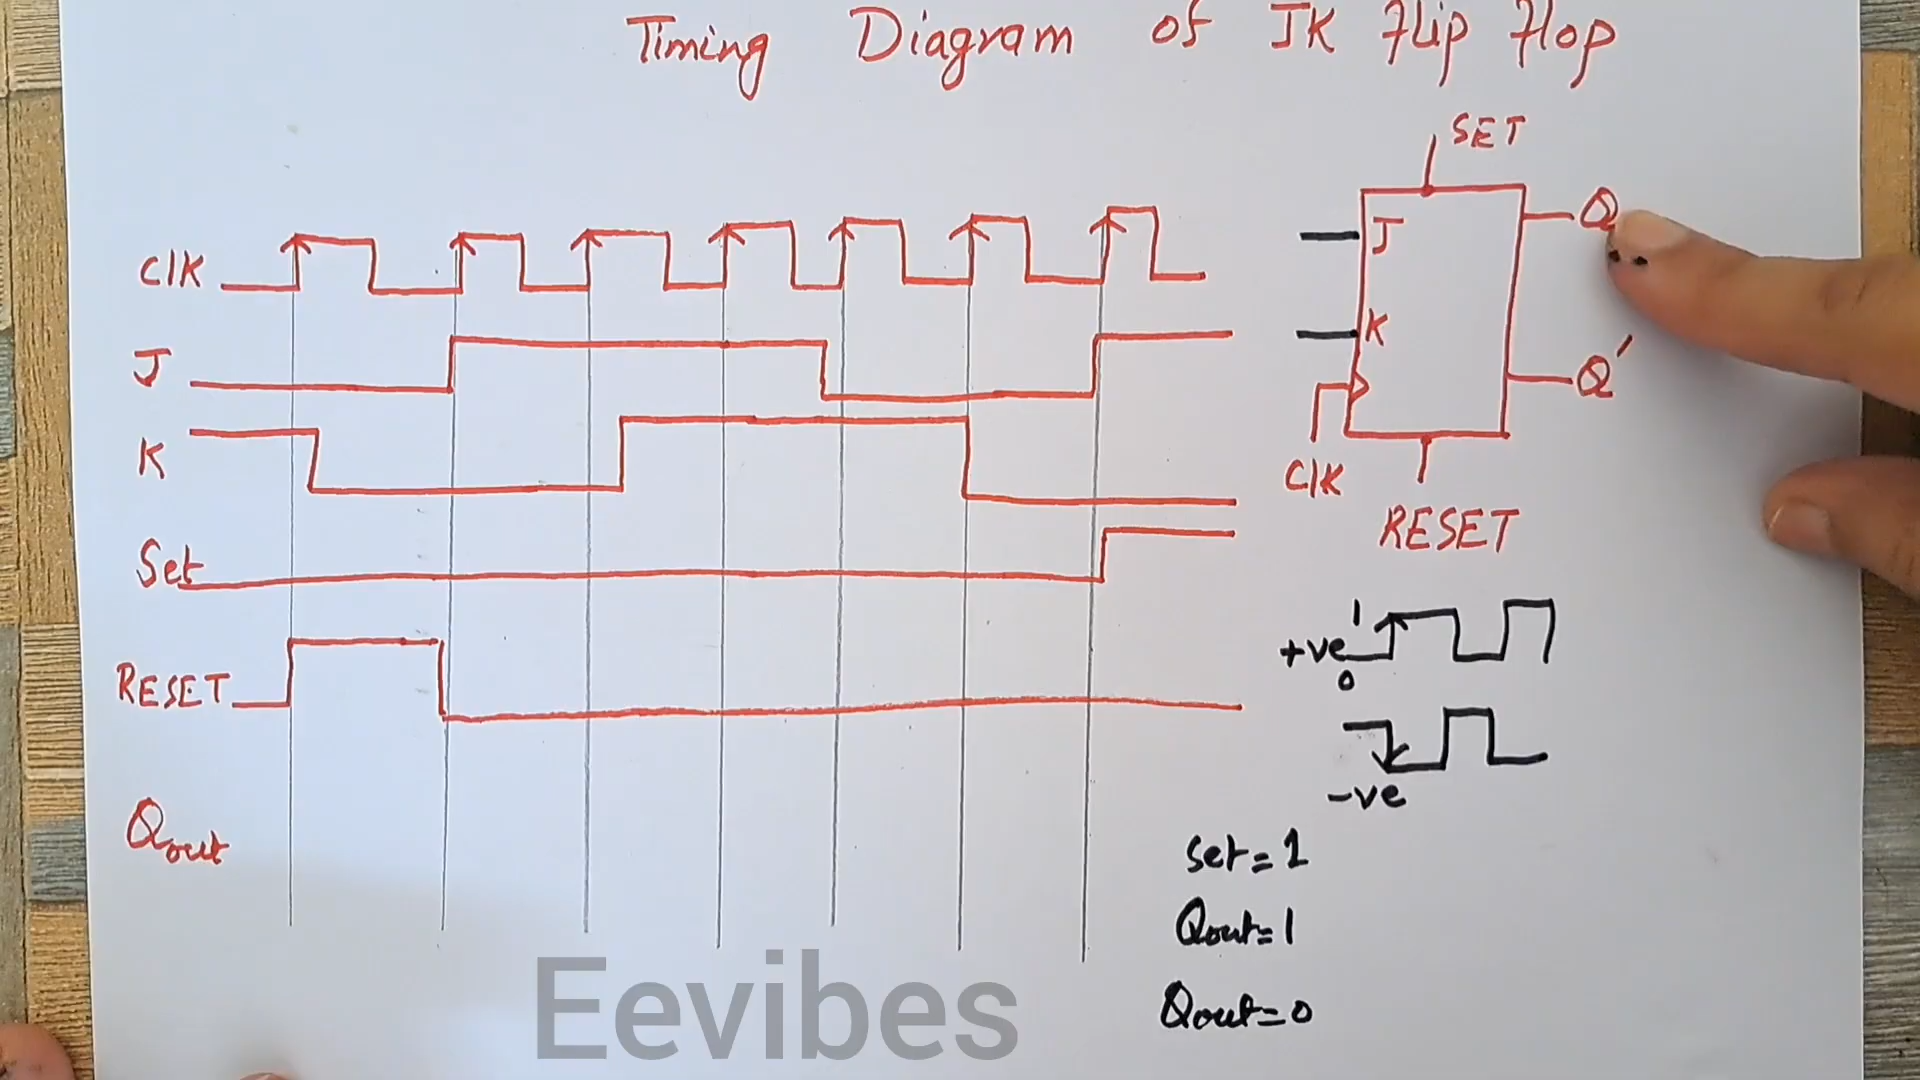 Timing Diagram of JK Flip Flop
SET
Q
J
K
Q'
ClK
RESET
ClK
J
K
Set
RESET
Qout
1
+ve
0
-ve
Set=1
Qout=1
Qout=0
Eevibes